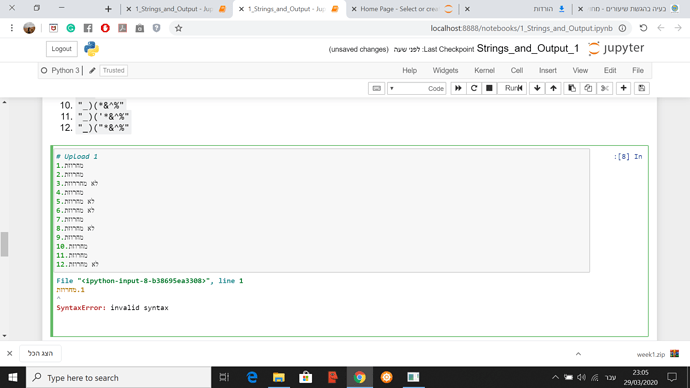 1_Strings_and_Output - Jup
1_Strings_and_Output - Ju
Home Page - Select or cre
הורדות
בעיה בהגשת שיעורים - מחו
localhost:8888/notebooks/1_Strings_and_Output.ipynb
Logout
jupyter Strings_and_Output_1 Last Checkpoint: לפני שעה (unsaved changes)
Python 3 Trusted Help Widgets Kernel Cell Insert View Edit File
Code Run
10. "_)(*&^%"
11. "_)('*&^%"
12. "_)("*&^%"
In [8]:
# Upload 1
1.מחרוזת
2.מחרוזת
3.לא מחרוזת
4.מחרוזת
5.לא מחרוזת
6.לא מחרוזת
7.מחרוזת
8.לא מחרוזת
9.מחרוזת
10.מחרוזת
11.מחרוזת
12.לא מחרוזת
File "<ipython-input-8-b38695ea3308>", line 1
1.מחרוזת
^
SyntaxError: invalid syntax
הצג הכל
week1.zip
Type here to search
עבר
23:05
29/03/2020